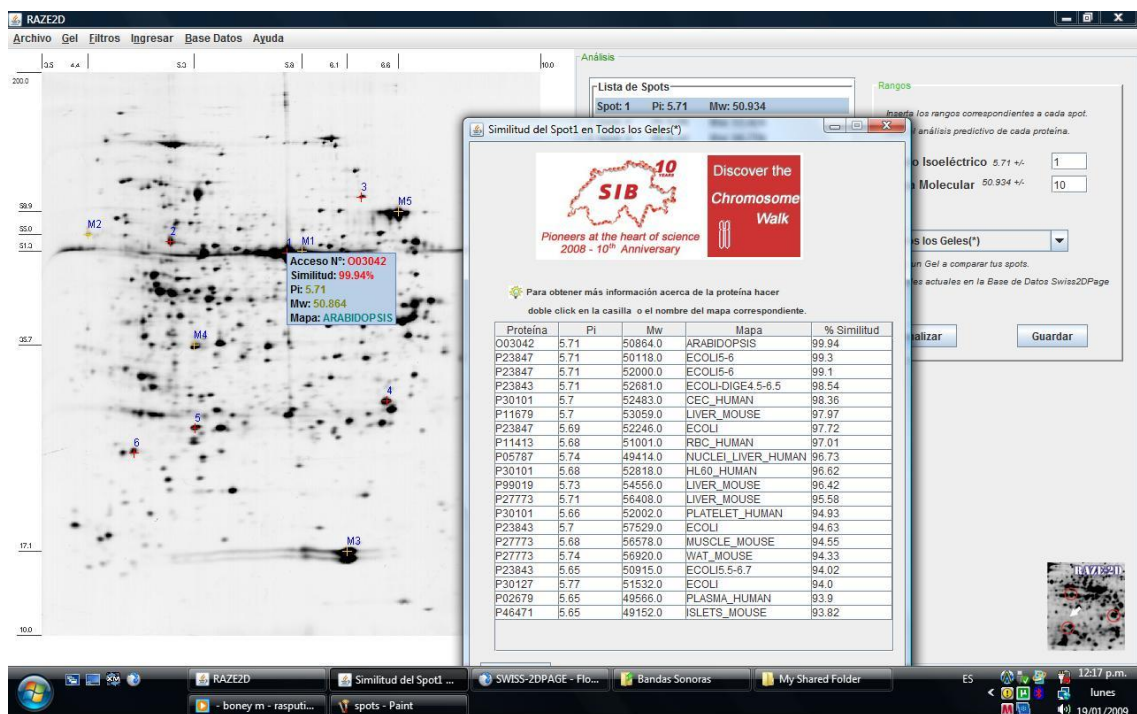 RAZE2D
Archivo Gel Filtros Ingresar Base Datos Ayuda
3.5 4.4 5.3 5.8 6.1 6.6 10.0
200.0
59.9
55.0
51.3
35.7
17.1
10.0
M2
2
3
M5
1 M1
M4
4
5
6
M3
Acceso N°: O03042
Similitud: 99.94%
Pi: 5.71
Mw: 50.864
Mapa: ARABIDOPSIS
Análisis
Lista de Spots
Spot: 1 Pi: 5.71 Mw: 50.934
Rangos
Inserta los rangos correspondientes a cada spot.
análisis predictivo de cada proteína.
o Isoeléctrico 5.71 +/- 1
Molecular 50.934 +/- 10
os los Geles(*)
un Gel a comparar tus spots.
les actuales en la Base de Datos Swiss2DPage
alizar Guardar
RAZE2D
Similitud del Spot1 en Todos los Geles(*)
10
YEARS
SIB
Pioneers at the heart of science
2008 - 10th Anniversary
Discover the
Chromosome
Walk
Para obtener más información acerca de la proteína hacer
doble click en la casilla o el nombre del mapa correspondiente.
Proteína Pi Mw Mapa % Similitud
O03042 5.71 50864.0 ARABIDOPSIS 99.94
P23847 5.71 50118.0 ECOLI5-6 99.3
P23847 5.71 52000.0 ECOLI5-6 99.1
P23843 5.71 52681.0 ECOLI-DIGE4.5-6.5 98.54
P30101 5.7 52483.0 CEC_HUMAN 98.36
P11679 5.7 53059.0 LIVER_MOUSE 97.97
P23847 5.69 52246.0 ECOLI 97.72
P11413 5.68 51001.0 RBC_HUMAN 97.01
P05787 5.74 49414.0 NUCLEI_LIVER_HUMAN 96.73
P30101 5.68 52818.0 HL60_HUMAN 96.62
P99019 5.73 54556.0 LIVER_MOUSE 96.42
P27773 5.71 56408.0 LIVER_MOUSE 95.58
P30101 5.66 52002.0 PLATELET_HUMAN 94.93
P23843 5.7 57529.0 ECOLI 94.63
P27773 5.68 56578.0 MUSCLE_MOUSE 94.55
P27773 5.74 56920.0 WAT_MOUSE 94.33
P23843 5.65 50915.0 ECOLI5.5-6.7 94.02
P30127 5.77 51532.0 ECOLI 94.0
P02679 5.65 49566.0 PLASMA_HUMAN 93.9
P46471 5.65 49152.0 ISLETS_MOUSE 93.82
RAZE2D
Similitud del Spot1 ...
SWISS-2DPAGE - Flo...
Bandas Sonoras
My Shared Folder
- boney m - rasputi...
spots - Paint
ES
12:17 p.m.
lunes
19/01/2009